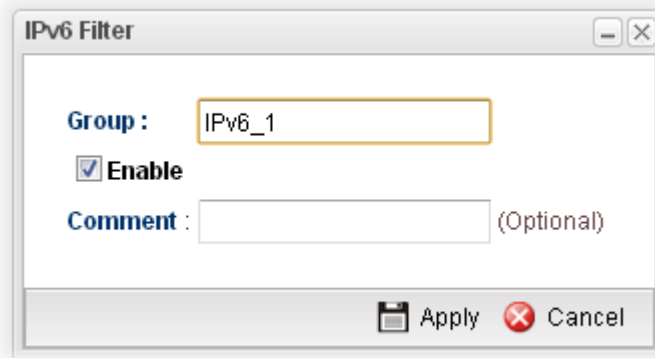 IPv6 Filter
Group : IPv6_1
Enable
Comment : (Optional)
Apply Cancel